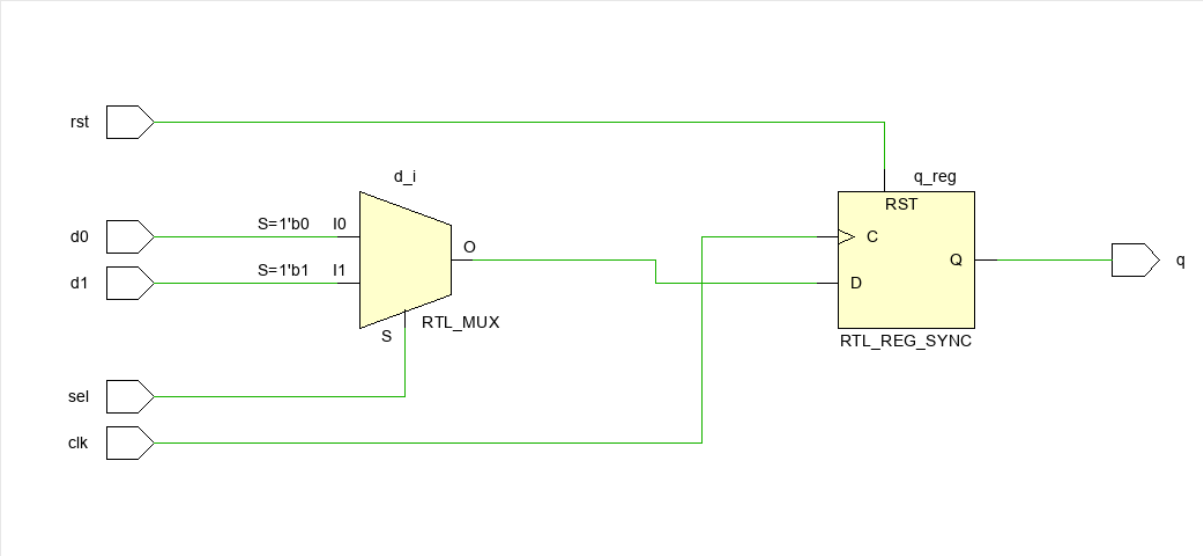 rst
d_i
q_reg
RST
d0
S=1'b0 I0
O
C
Q
q
d1
S=1'b1 I1
D
S
RTL_MUX
RTL_REG_SYNC
sel
clk